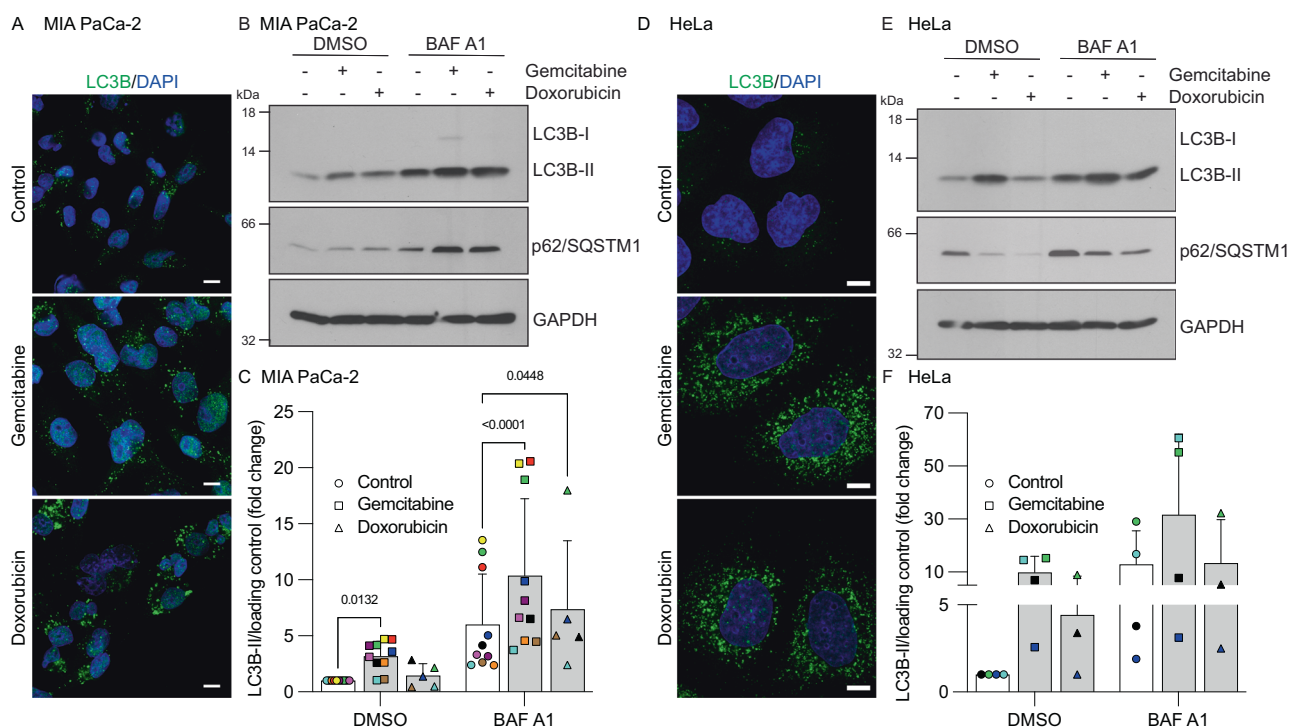 A MIA PaCa-2
LC3B/DAPI
Control
Gemcitabine
Doxorubicin
B MIA PaCa-2
DMSO BAF A1
- + - - + - Gemcitabine
- - + - - + Doxorubicin
kDa
18
LC3B-I
14
LC3B-II
66
p62/SQSTM1
GAPDH
32
C MIA PaCa-2
LC3B-II/loading control (fold change)
25
20
15
10
5
0
0.0448
<0.0001
0.0132
Control
Gemcitabine
Doxorubicin
DMSO BAF A1
D HeLa
LC3B/DAPI
Control
Gemcitabine
Doxorubicin
E HeLa
DMSO BAF A1
Gemcitabine - + - - + -
Doxorubicin - - + - - +
kDa
18
LC3B-I
14
LC3B-II
66
p62/SQSTM1
GAPDH
32
F HeLa
LC3B-II/loading control (fold change)
70
50
30
10
5
0
Control
Gemcitabine
Doxorubicin
DMSO BAF A1